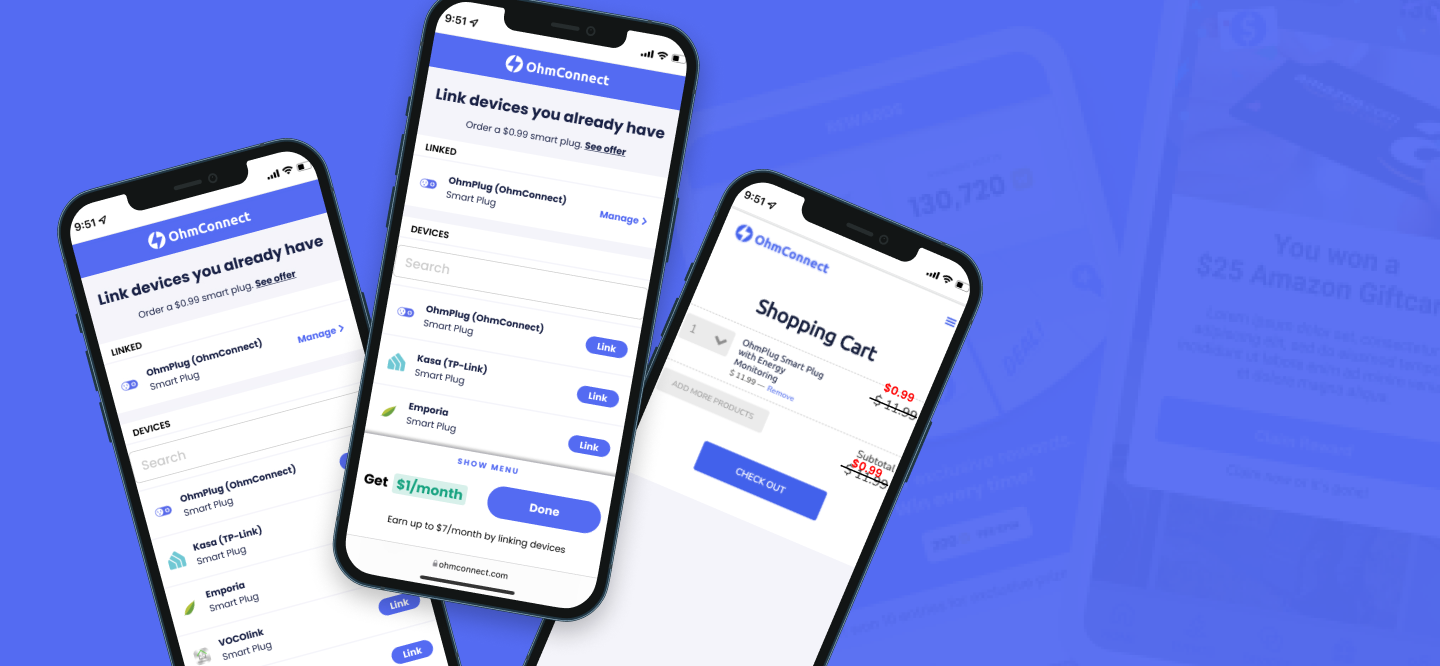 9:51
OhmConnect
Link devices you already have
Order a $0.99 smart plug. See offer
LINKED
OhmPlug (OhmConnect)
Smart Plug
Manage
DEVICES
Search
OhmPlug (OhmConnect)
Smart Plug
Kasa (TP-Link)
Smart Plug
Emporia
Smart Plug
Link
VOCOlink
Smart Plug
Link
9:51
OhmConnect
Link devices you already have
Order a $0.99 smart plug. See offer
LINKED
OhmPlug (OhmConnect)
Smart Plug
Manage
DEVICES
Search
OhmPlug (OhmConnect)
Smart Plug
Link
Kasa (TP-Link)
Smart Plug
Link
Emporia
Smart Plug
Link
SHOW MENU
Get $1/month
Done
Earn up to $7/month by linking devices
ohmconnect.com
9:51
OhmConnect
Shopping Cart
1
OhmPlug Smart Plug
with Energy
Monitoring
$ 11.99 — Remove
$0.99
$ 11.99
ADD MORE PRODUCTS
Subtotal
$0.99
$ 11.99
CHECK OUT
REWARDS
130,720
You won a
$25 Amazon Giftcar